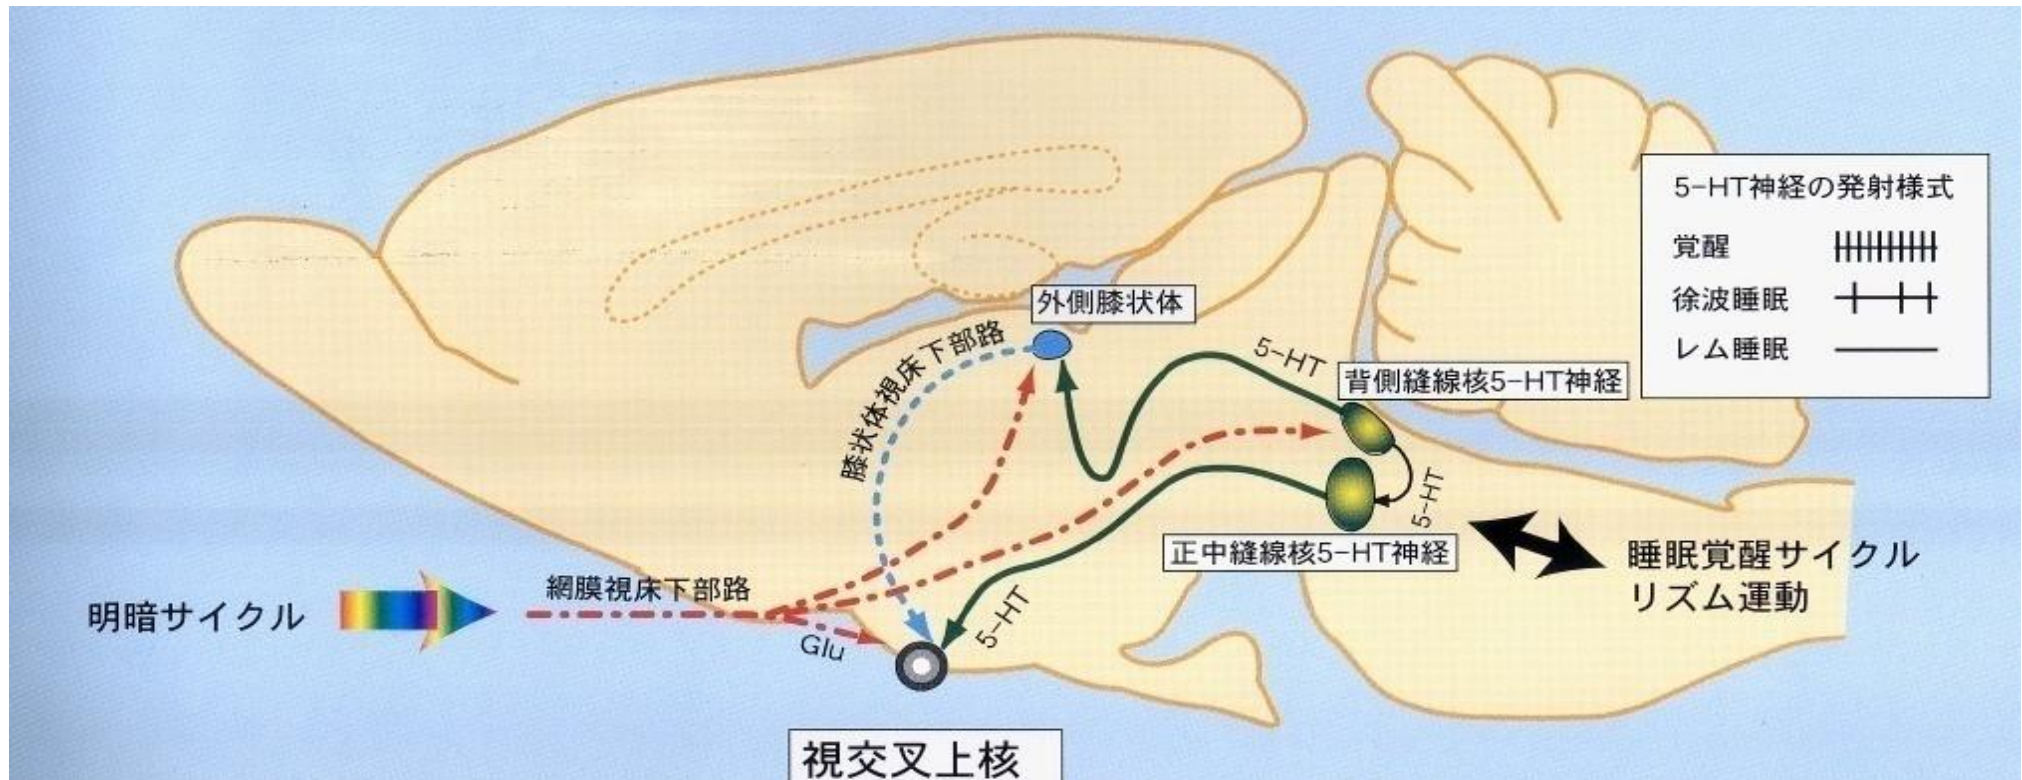 5-HT神経の発射様式
覚醒
徐波睡眠
レム睡眠
外側膝状体
膝状体視床下部路
5-HT
背側縫線核5-HT神経
5-HT
正中縫線核5-HT神経
睡眠覚醒サイクル
リズム運動
明暗サイクル
網膜視床下部路
Glu
5-HT
視交叉上核